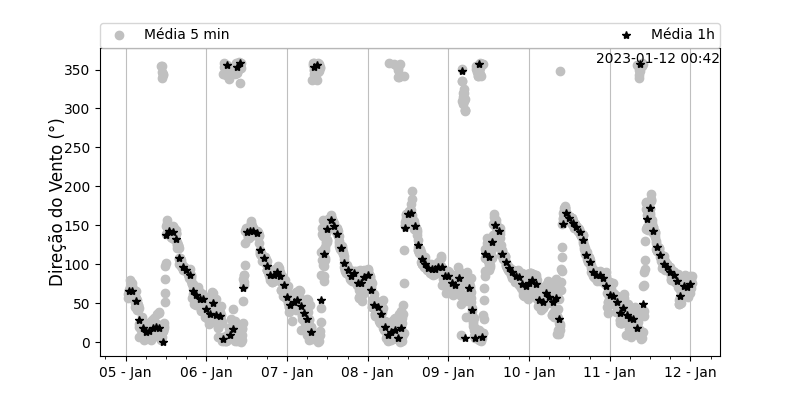 Média 5 min
Média 1h
2023-01-12 00:42
Direção do Vento (°)
350
300
250
200
150
100
50
0
05 - Jan
06 - Jan
07 - Jan
08 - Jan
09 - Jan
10 - Jan
11 - Jan
12 - Jan